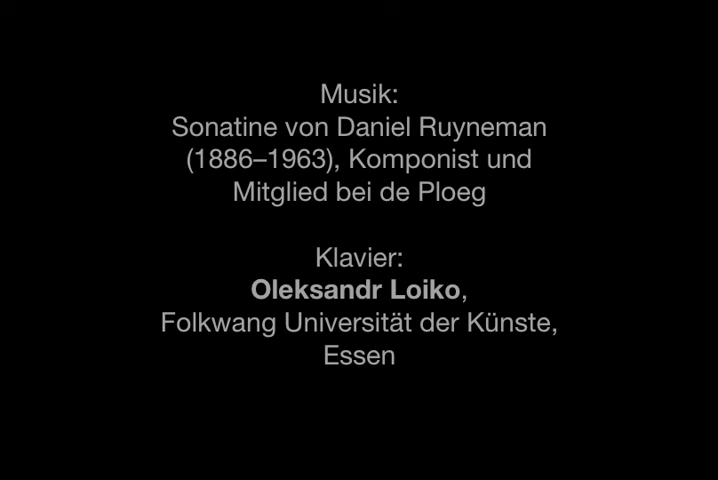 Musik:
Sonatine von Daniel Ruyneman
(1886–1963), Komponist und
Mitglied bei de Ploeg
Klavier:
Oleksandr Loiko,
Folkwang Universität der Künste,
Essen